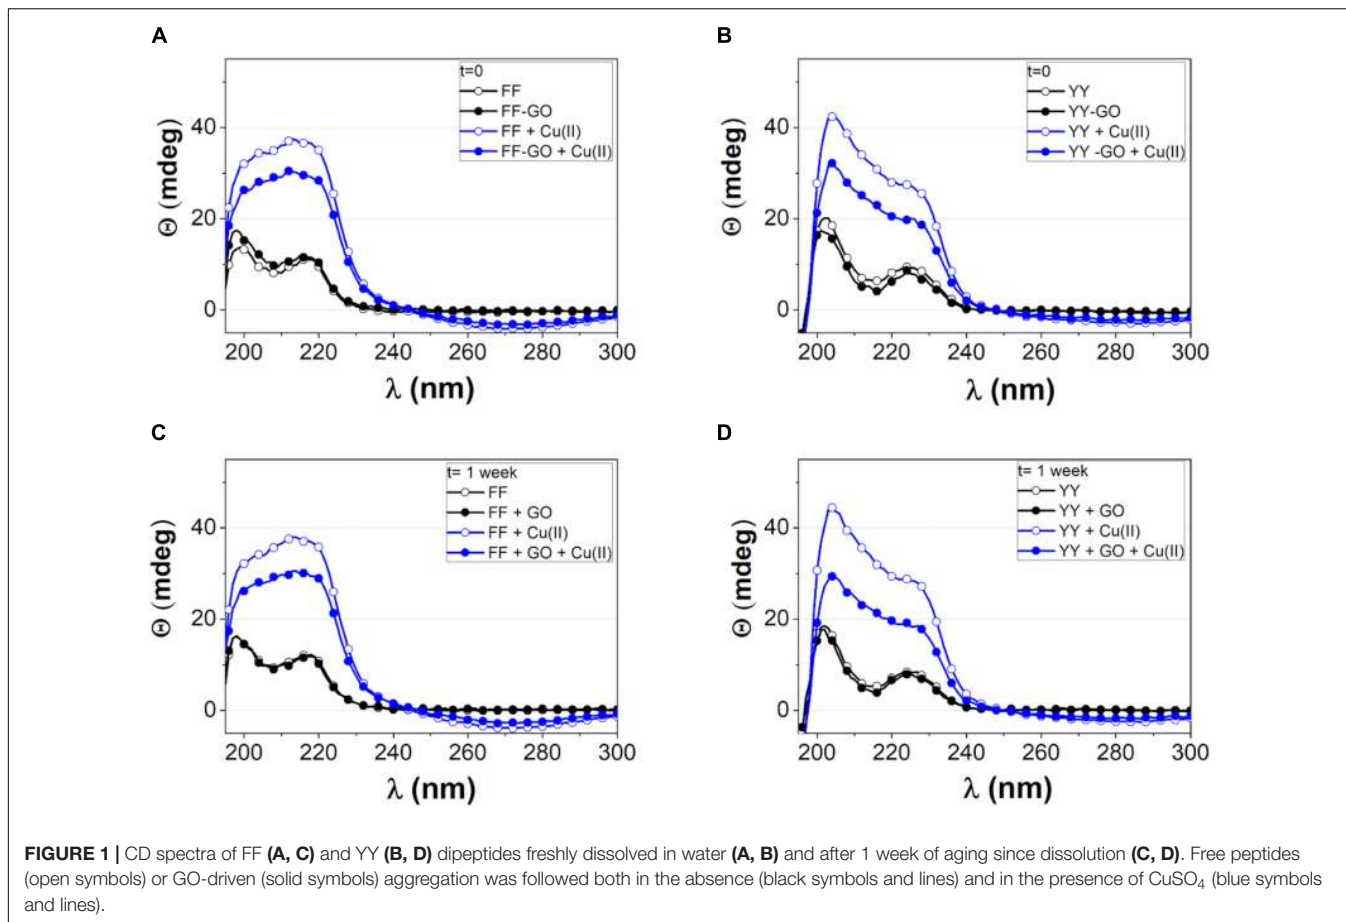 A
t=0
FF
FF-GO
FF + Cu(II)
FF-GO + Cu(II)
Θ (mdeg)
40
20
0
200 220 240 260 280 300
λ (nm)
B
t=0
YY
YY-GO
YY + Cu(II)
YY -GO + Cu(II)
Θ (mdeg)
40
20
0
200 220 240 260 280 300
λ (nm)
C
t= 1 week
FF
FF + GO
FF + Cu(II)
FF + GO + Cu(II)
Θ (mdeg)
40
20
0
200 220 240 260 280 300
λ (nm)
D
t= 1 week
YY
YY + GO
YY + Cu(II)
YY + GO + Cu(II)
Θ (mdeg)
40
20
0
200 220 240 260 280 300
λ (nm)
FIGURE 1 | CD spectra of FF (A, C) and YY (B, D) dipeptides freshly dissolved in water (A, B) and after 1 week of aging since dissolution (C, D). Free peptides
(open symbols) or GO-driven (solid symbols) aggregation was followed both in the absence (black symbols and lines) and in the presence of CuSO₄ (blue symbols
and lines).